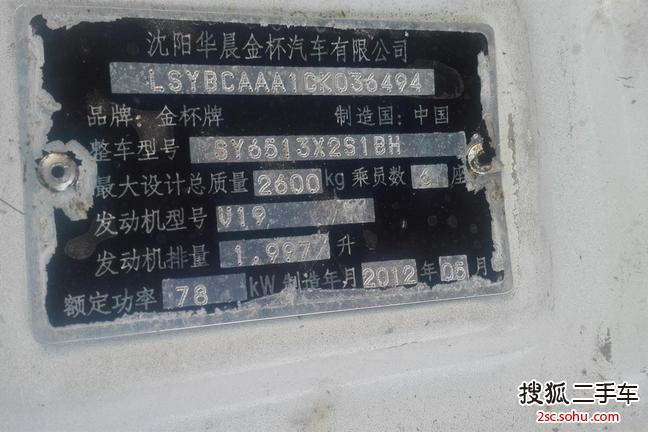 沈阳华晨金杯汽车有限公司
LSYBCAAA1CK036494
品牌: 金杯牌 制造国: 中国
整车型号 SY6513X2S1BH
最大设计总质量 2600 kg 乘员数 6 座
发动机型号 V19
发动机排量 1.997 升
额定功率 78 kW 制造年月 2012 年 05 月
搜狐二手车
2sc.sohu.com